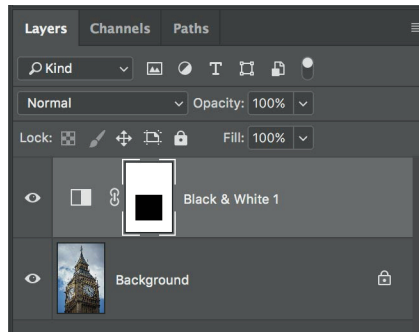 Layers Channels Paths
Kind T
Normal Opacity: 100%
Lock: Fill: 100%
Black & White 1
Background